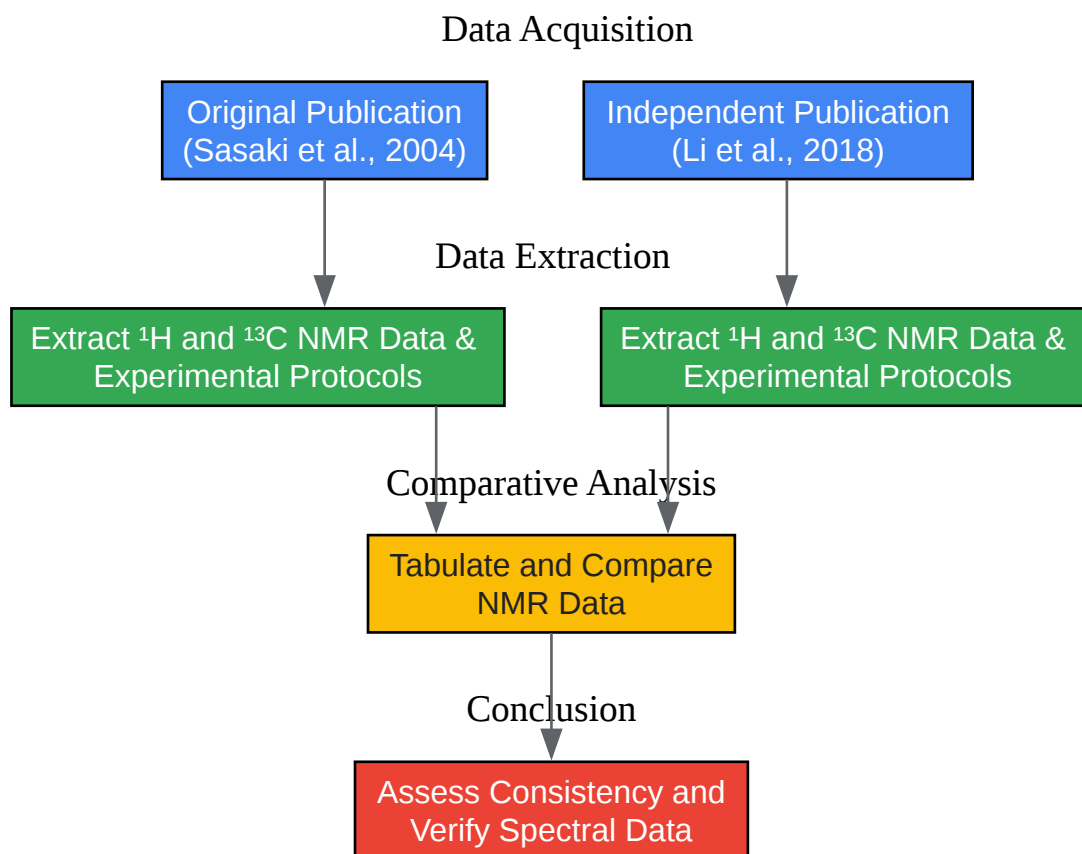 Data Acquisition
Original Publication
(Sasaki et al., 2004)
Independent Publication
(Li et al., 2018)
Data Extraction
Extract ¹H and ¹³C NMR Data &
Experimental Protocols
Extract ¹H and ¹³C NMR Data &
Experimental Protocols
Comparative Analysis
Tabulate and Compare
NMR Data
Conclusion
Assess Consistency and
Verify Spectral Data